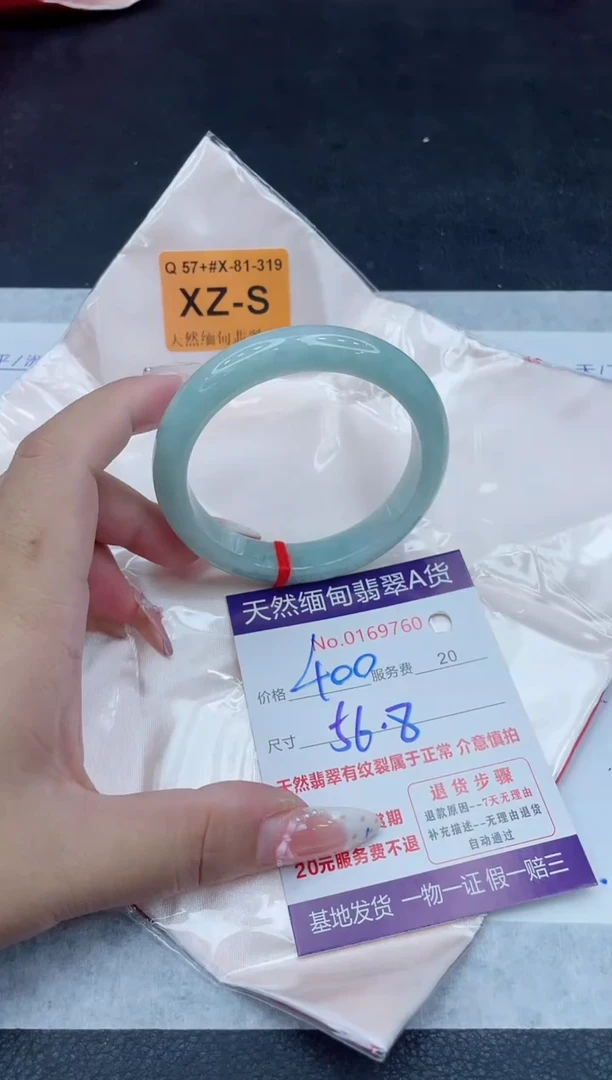 Q 57+#X-81-319
XZ-S
天然缅甸翡翠A货
No.0169760
价格 400 服务费 20
尺寸 56.8
天然翡翠有纹裂属于正常 介意慎拍
退货步骤
退款原因--7天无理由
补充描述--无理由退货
自动通过
20元服务费不退
基地发货 一物一证 假一赔三